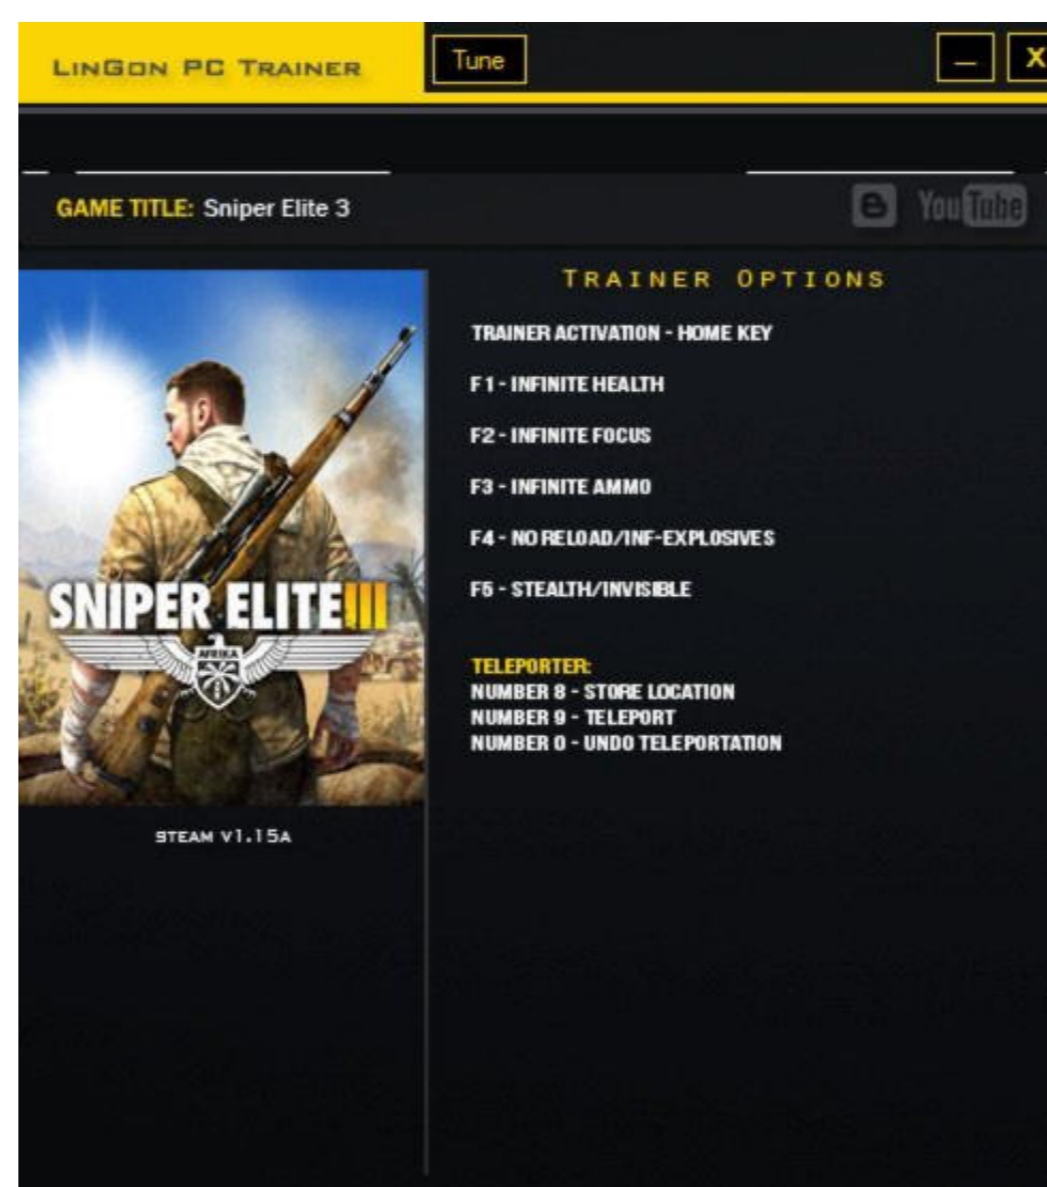 LinGon PC Trainer
Tune
_
X
GAME TITLE: Sniper Elite 3
B YouTube
TRAINER OPTIONS
TRAINER ACTIVATION - HOME KEY
F1 - INFINITE HEALTH
F2 - INFINITE FOCUS
F3 - INFINITE AMMO
F4 - NO RELOAD/INF-EXPLOSIVES
F5 - STEALTH/INVISIBLE
TELEPORTER:
NUMBER 8 - STORE LOCATION
NUMBER 9 - TELEPORT
NUMBER 0 - UNDO TELEPORTATION
SNIPER ELITE III
AFRIKA
STEAM V1.15A